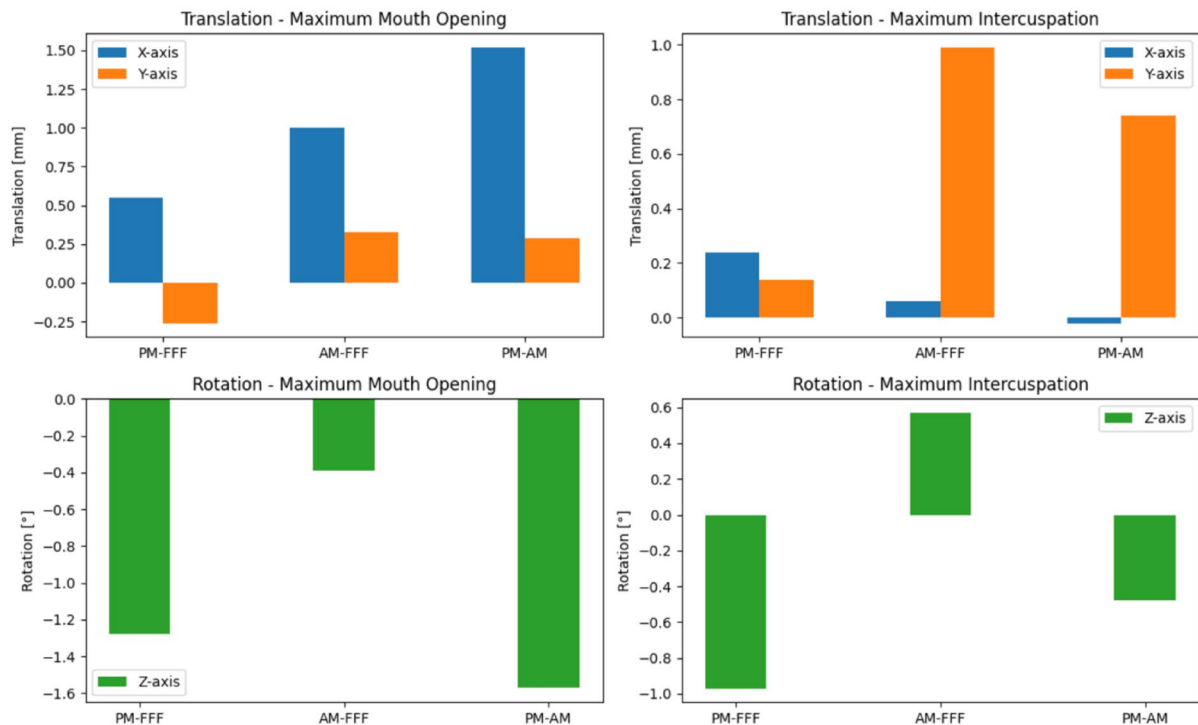 Translation - Maximum Mouth Opening
X-axis
Y-axis
Translation [mm]
1.50
1.25
1.00
0.75
0.50
0.25
0.00
−0.25
PM-FFF AM-FFF PM-AM
Translation - Maximum Intercuspation
X-axis
Y-axis
Translation [mm]
1.0
0.8
0.6
0.4
0.2
0.0
PM-FFF AM-FFF PM-AM
Rotation - Maximum Mouth Opening
Rotation [°]
0.0
−0.2
−0.4
−0.6
−0.8
−1.0
−1.2
−1.4
−1.6
Z-axis
PM-FFF AM-FFF PM-AM
Rotation - Maximum Intercuspation
Z-axis
Rotation [°]
0.6
0.4
0.2
0.0
−0.2
−0.4
−0.6
−0.8
−1.0
PM-FFF AM-FFF PM-AM